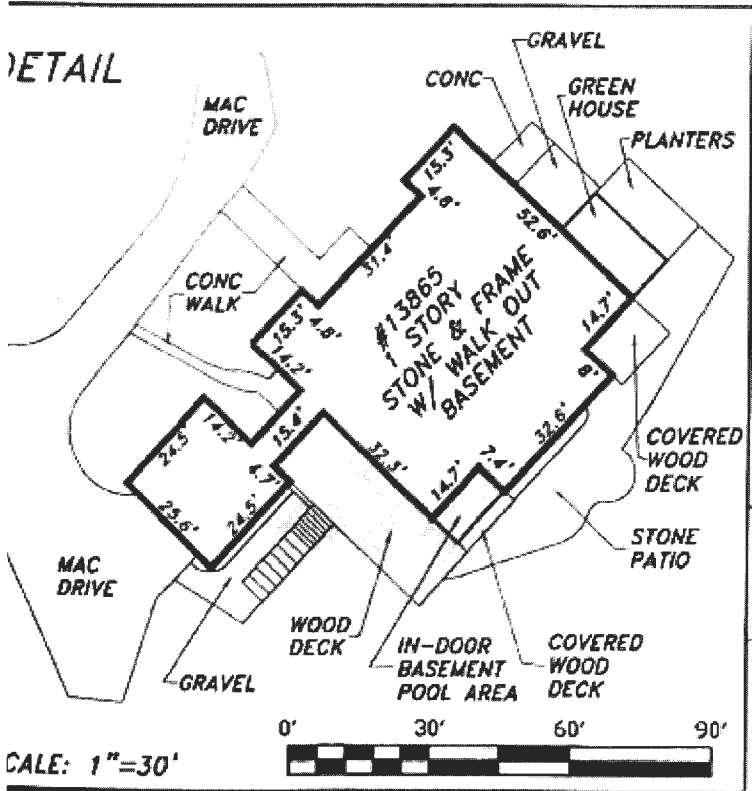 DETAIL
MAC
DRIVE
CONC
GRAVEL
GREEN
HOUSE
PLANTERS
15.3'
4.8'
52.6'
31.4'
CONC
WALK
15.3'
4.8'
14.2'
#13865
1 STORY
STONE & FRAME
W/ WALK OUT
BASEMENT
14.7'
8'
24.5'
14.2'
15.4'
32.3'
32.6'
7.4'
14.7'
4.7'
25.6'
24.5'
COVERED
WOOD
DECK
STONE
PATIO
MAC
DRIVE
WOOD
DECK
IN-DOOR
BASEMENT
POOL AREA
COVERED
WOOD
DECK
GRAVEL
0' 30' 60' 90'
CALE: 1"=30'